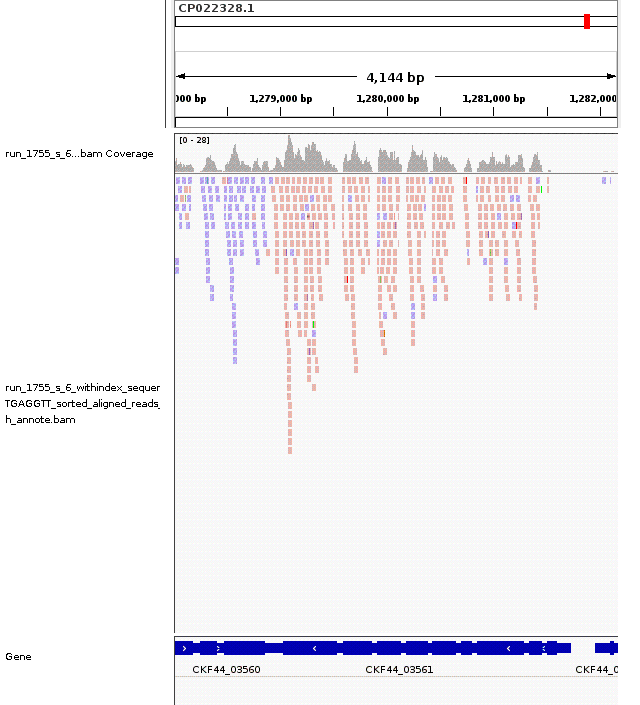 CP022328.1
4,144 bp
000 bp
1,279,000 bp
1,280,000 bp
1,281,000 bp
1,282,0
run_1755_s_6...bam Coverage
[0 - 28]
run_1755_s_6_withindex_sequer
TGAGGTT_sorted_aligned_reads_
h_annote.bam
Gene
CKF44_03560
CKF44_03561
CKF44_0